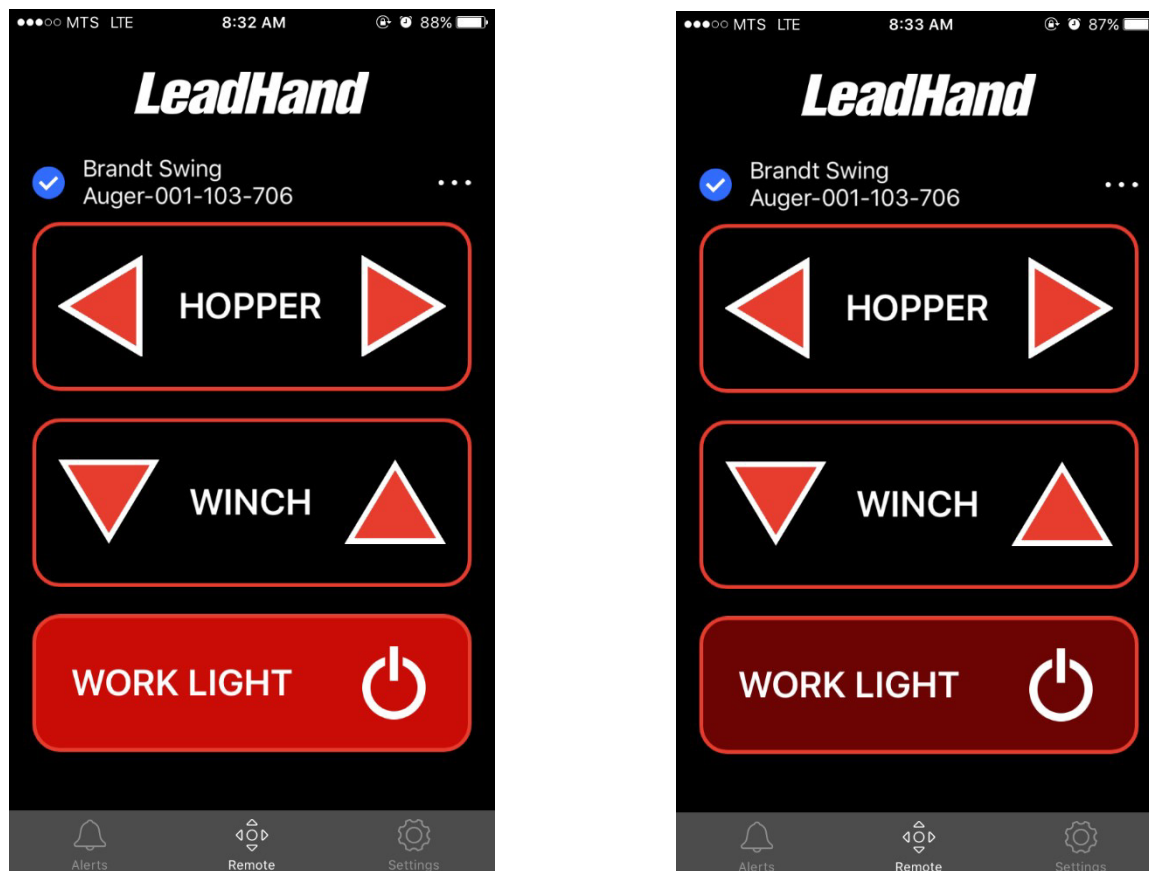 MTS LTE 8:32 AM 88%
LeadHand
Brandt Swing
Auger-001-103-706
HOPPER
WINCH
WORK LIGHT
Alerts Remote Settings
MTS LTE 8:33 AM 87%
LeadHand
Brandt Swing
Auger-001-103-706
HOPPER
WINCH
WORK LIGHT
Alerts Remote Settings